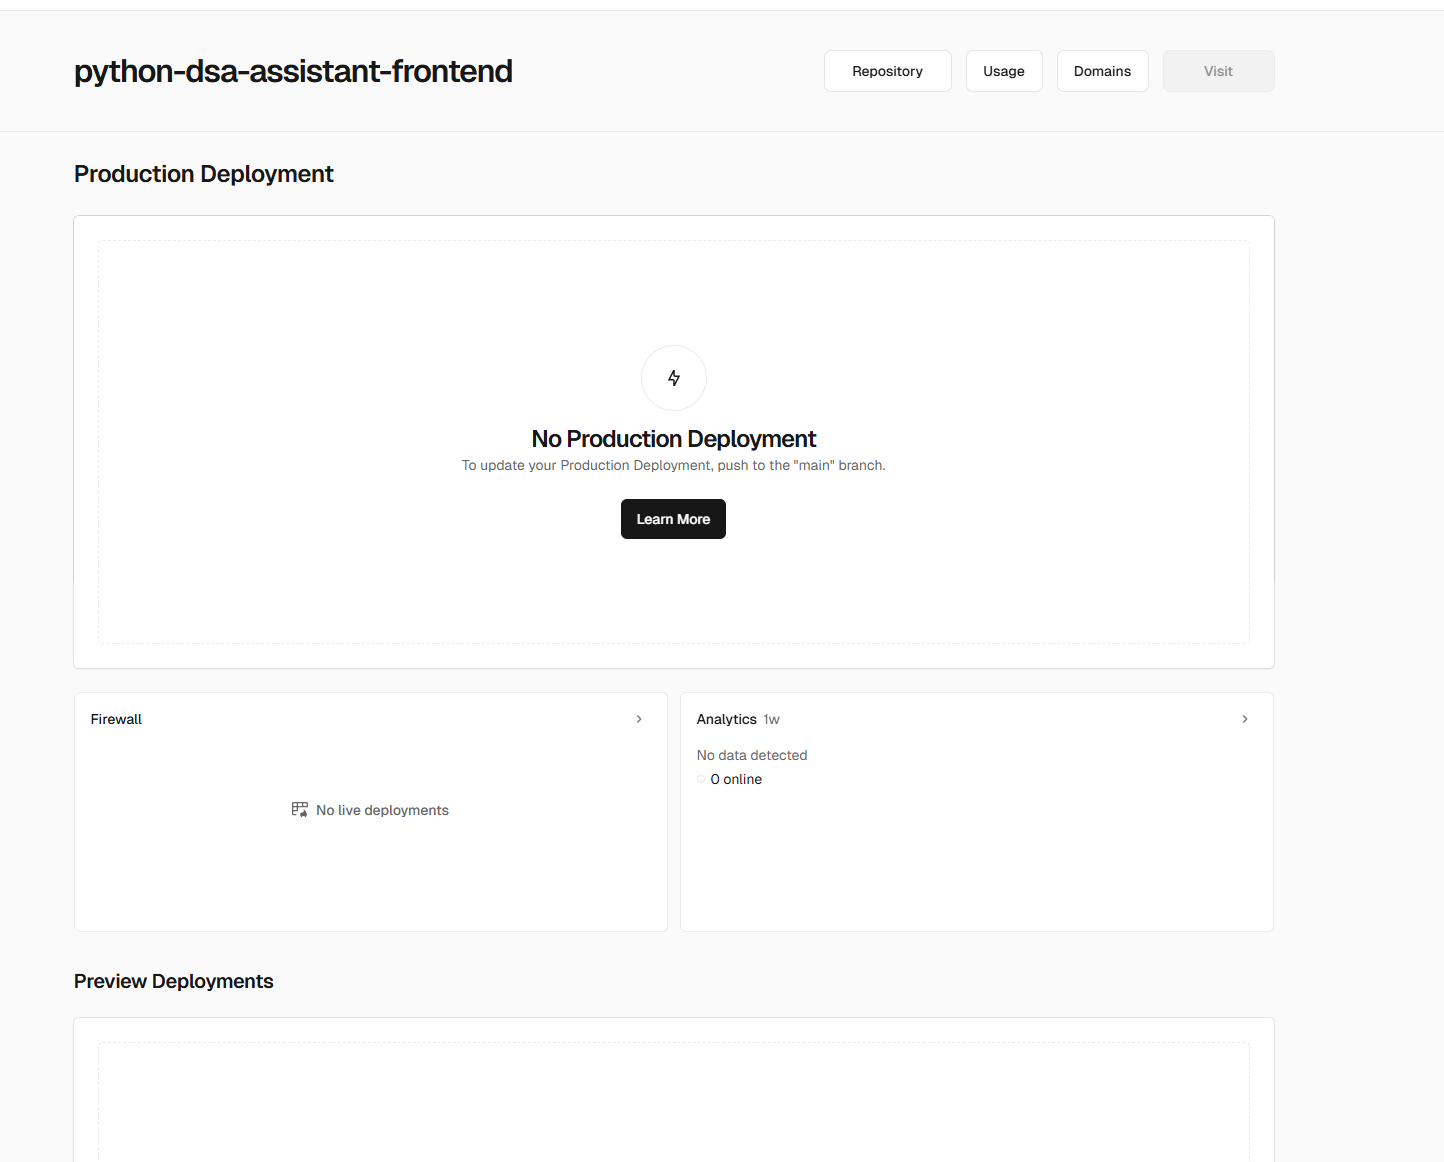 python-dsa-assistant-frontend
Repository
Usage
Domains
Visit
Production Deployment
No Production Deployment
To update your Production Deployment, push to the "main" branch.
Learn More
Firewall
No live deployments
Analytics 1w
No data detected
0 online
Preview Deployments